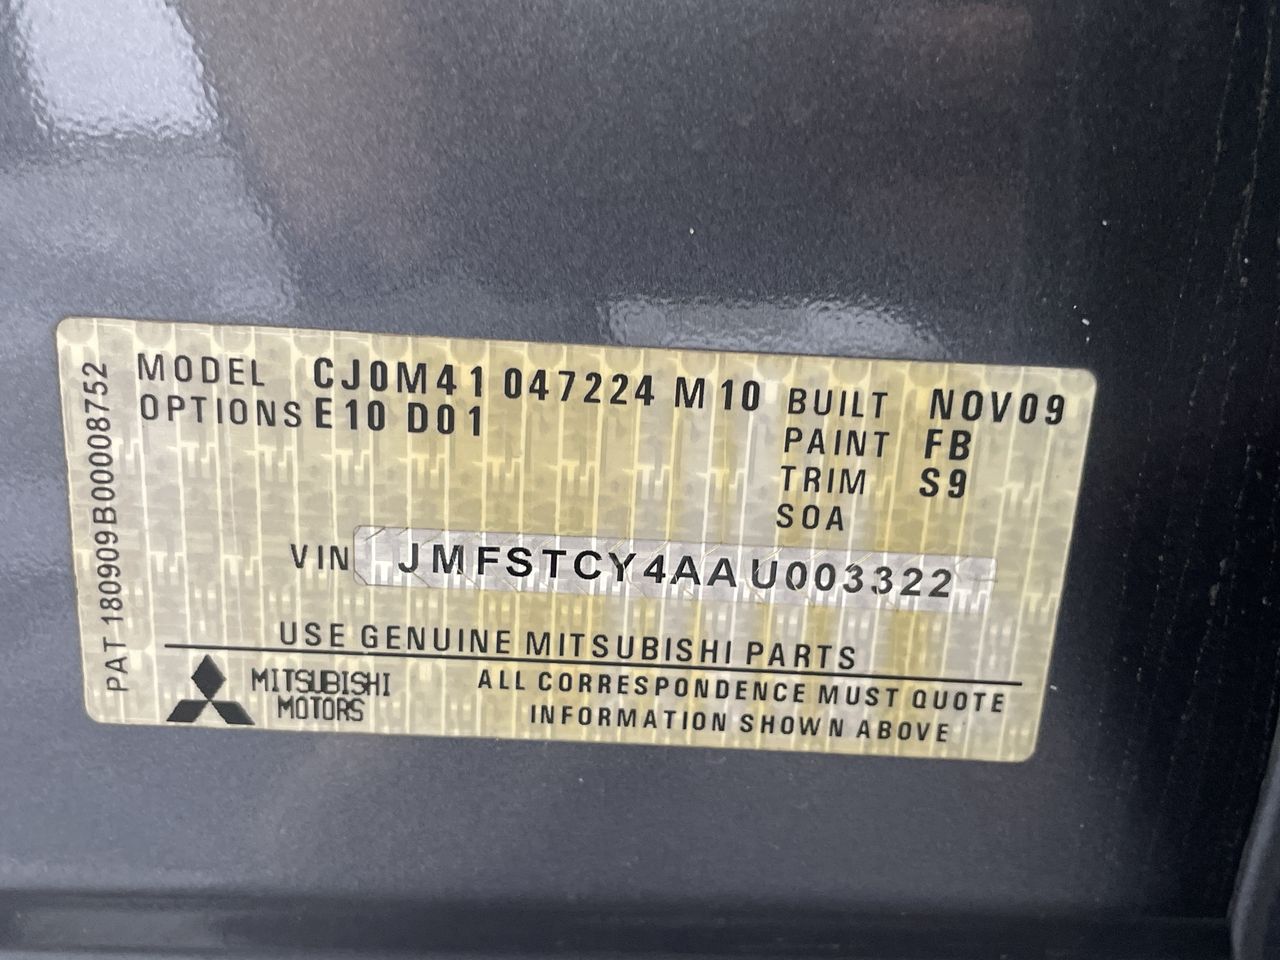 MODEL CJ0M41 047224 M10
OPTIONS E10 D01
BUILT NOV09
PAINT FB
TRIM S9
SOA
VIN JMFSTCY4AAU003322
USE GENUINE MITSUBISHI PARTS
MITSUBISHI
MOTORS
ALL CORRESPONDENCE MUST QUOTE
INFORMATION SHOWN ABOVE
PAT 180909B00008752